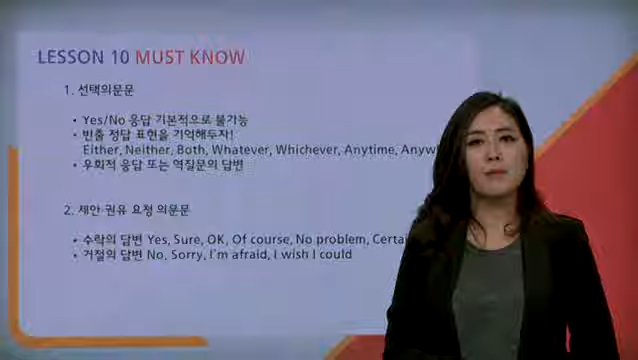 LESSON 10 MUST KNOW
1. 선택의문문
• Yes/No 응답 기본적으로 불가능
• 빈출 정답 표현을 기억해두자!
Either, Neither, Both, Whatever, Whichever, Anytime,
• 우회적 응답 또는 역질문의 답변
2. 제안 권유 요청 의문문
• 수락의 답변 Yes, Sure, OK, Of course, No problem,
• 거절의 답변 No, Sorry, I'm afraid, I wish I could